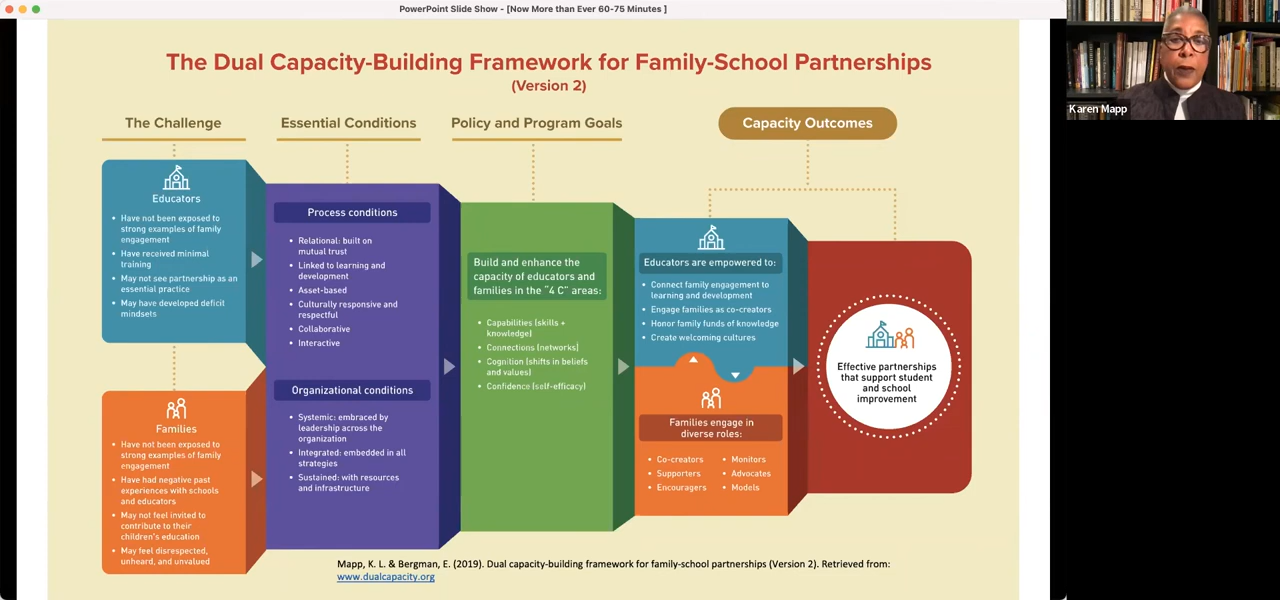 PowerPoint Slide Show - [Now More than Ever 60-75 Minutes ]
The Dual Capacity-Building Framework for Family-School Partnerships
(Version 2)
The Challenge
Essential Conditions
Policy and Program Goals
Capacity Outcomes
Educators
• Have not been exposed to
strong examples of family
engagement
• Have received minimal
training
• May not see partnership as an
essential practice
• May have developed deficit
mindsets
Families
• Have not been exposed to
strong examples of family
engagement
• Have had negative past
experiences with schools
and educators
• May not feel invited to
contribute to their
children's education
• May feel disrespected,
unheard, and unvalued
Process conditions
• Relational: built on
mutual trust
• Linked to learning and
development
• Asset-based
• Culturally responsive and
respectful
• Collaborative
• Interactive
Organizational conditions
• Systemic: embraced by
leadership across the
organization
• Integrated: embedded in all
strategies
• Sustained: with resources
and infrastructure
Build and enhance the
capacity of educators and
families in the "4 C" areas:
• Capabilities (skills +
knowledge)
• Connections (networks)
• Cognition (shifts in beliefs
and values)
• Confidence (self-efficacy)
Educators are empowered to:
• Connect family engagement to
learning and development
• Engage families as co-creators
• Honor family funds of knowledge
• Create welcoming cultures
Families engage in
diverse roles:
• Co-creators
• Supporters
• Encouragers
• Monitors
• Advocates
• Models
Effective partnerships
that support student
and school
improvement
Mapp, K. L. & Bergman, E. (2019). Dual capacity-building framework for family-school partnerships (Version 2). Retrieved from:
www.dualcapacity.org
Karen Mapp